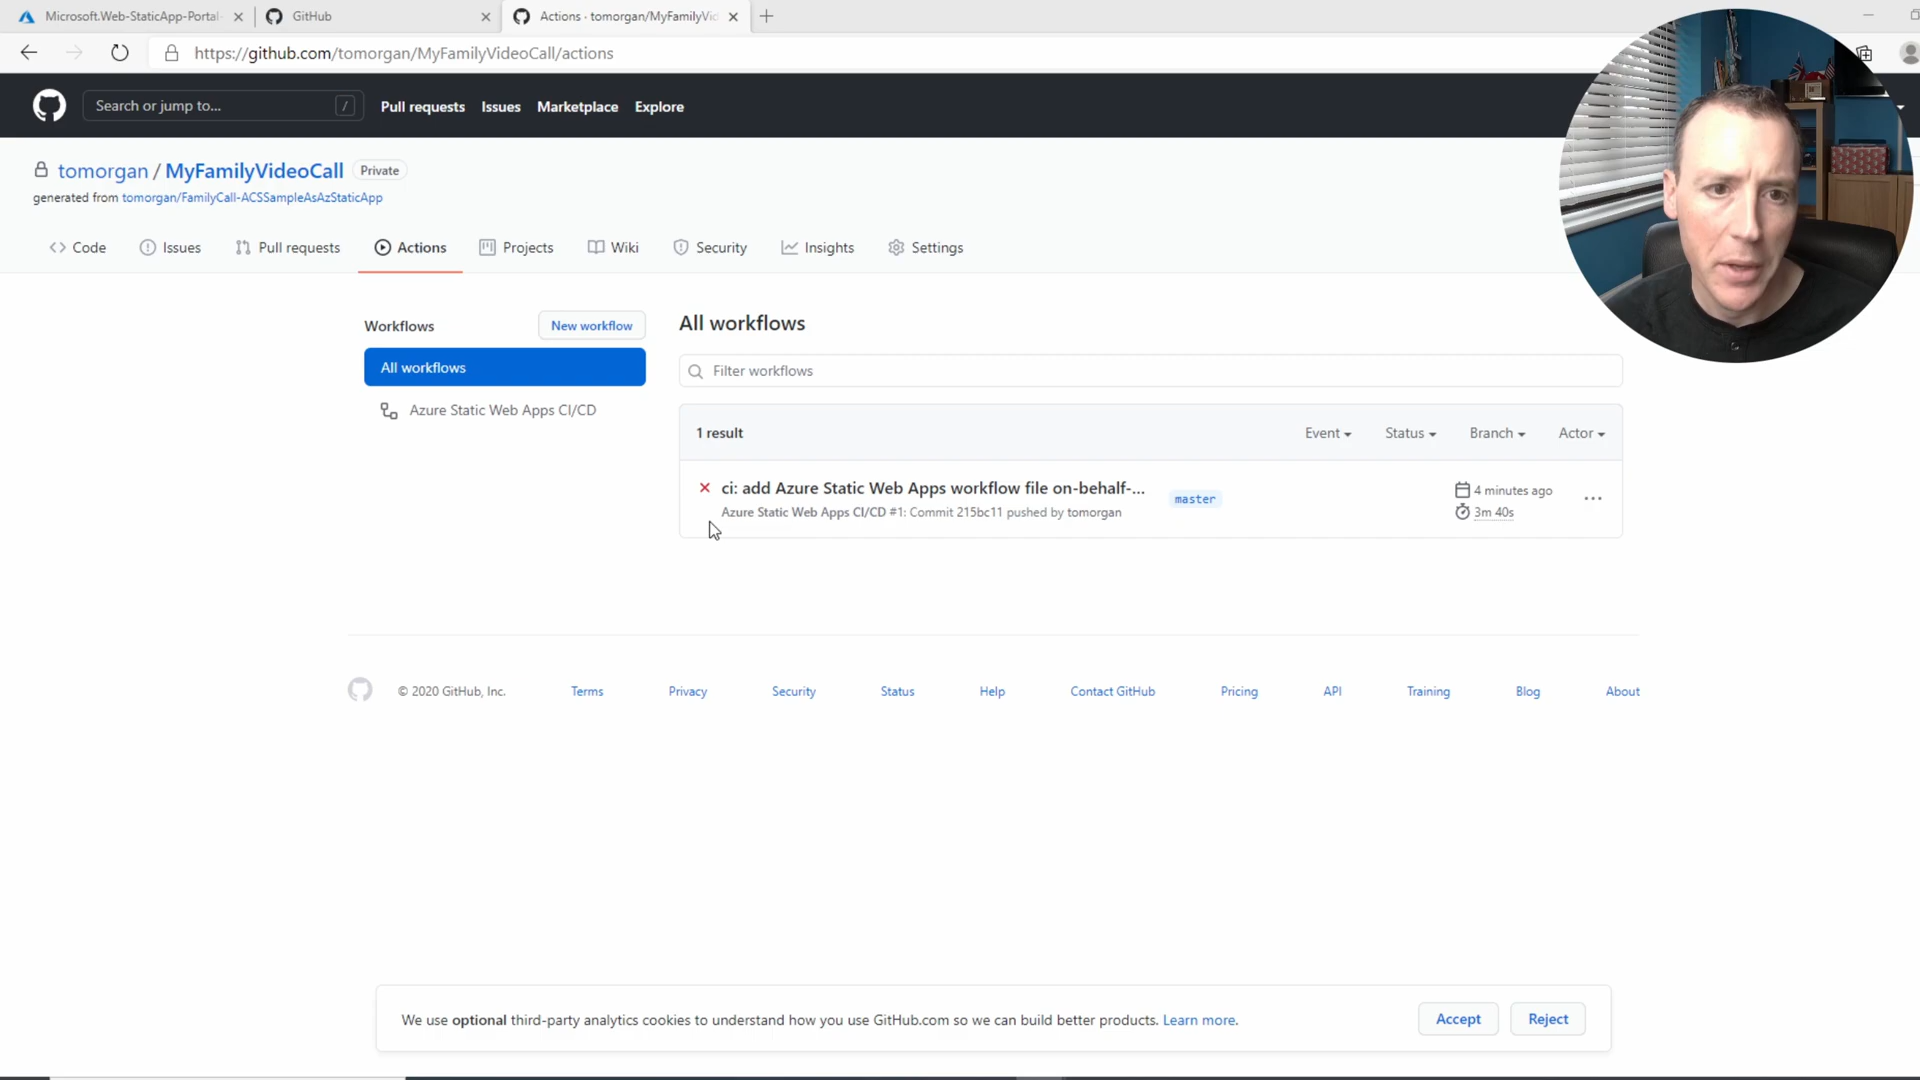 Microsoft.Web-StaticApp-Portal-
GitHub
Actions · tomorgan/MyFamilyVid
https://github.com/tomorgan/MyFamilyVideoCall/actions
Search or jump to...
/
Pull requests
Issues
Marketplace
Explore
tomorgan / MyFamilyVideoCall
Private
generated from tomorgan/FamilyCall-ACSSampleAsAzStaticApp
Code
Issues
Pull requests
Actions
Projects
Wiki
Security
Insights
Settings
Workflows
New workflow
All workflows
Azure Static Web Apps CI/CD
All workflows
Filter workflows
1 result
Event
Status
Branch
Actor
ci: add Azure Static Web Apps workflow file on-behalf-...
Azure Static Web Apps CI/CD #1: Commit 215bc11 pushed by tomorgan
master
4 minutes ago
3m 40s
© 2020 GitHub, Inc.
Terms
Privacy
Security
Status
Help
Contact GitHub
Pricing
API
Training
Blog
About
We use optional third-party analytics cookies to understand how you use GitHub.com so we can build better products. Learn more.
Accept
Reject